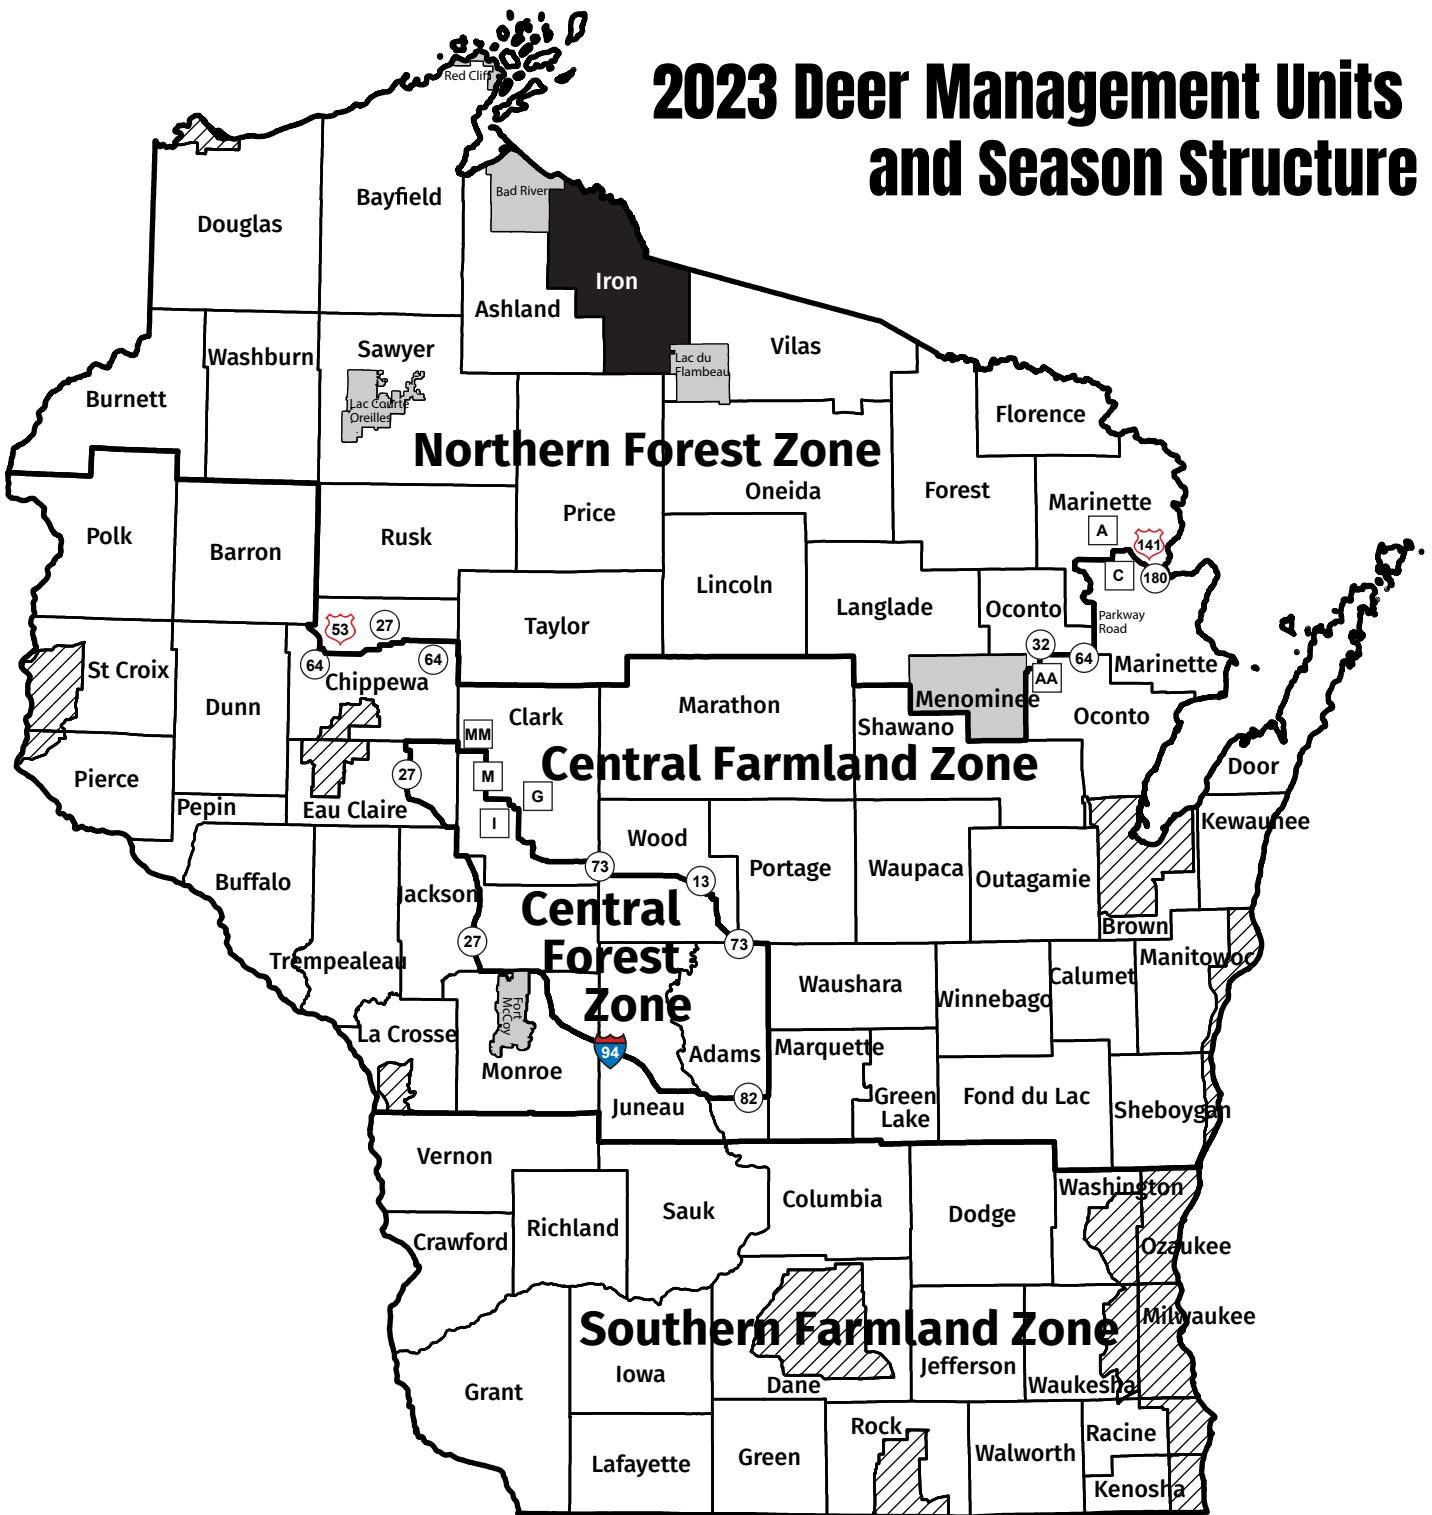 2023 Deer Management Units
and Season Structure
Red Cliff
Bad River
Bayfield
Douglas
Iron
Ashland
Vilas
Washburn
Sawyer
Lac du
Flambeau
Burnett
Lac Courte
Oreilles
Florence
Northern Forest Zone
Oneida
Forest
Marinette
Price
A
141
Polk
Barron
Rusk
C
180
Lincoln
Langlade
Oconto
Parkway
Road
Taylor
53
27
32
64
64
64
St Croix
Chippewa
AA
Marinette
Menominee
Dunn
Clark
Marathon
Shawano
Oconto
MM
Central Farmland Zone
Door
Pierce
27
M
G
Pepin
Eau Claire
I
Kewaunee
Wood
73
13
Portage
Waupaca
Outagamie
Buffalo
Jackson
Central
Forest
Zone
Brown
27
73
Trempealeau
Manitowoc
Calumet
Waushara
Winnebago
Fort
McCoy
La Crosse
94
Adams
Marquette
Monroe
82
Juneau
Green
Lake
Fond du Lac
Sheboygan
Vernon
Washington
Columbia
Sauk
Dodge
Richland
Crawford
Ozaukee
Southern Farmland Zone
Milwaukee
Iowa
Jefferson
Dane
Waukesha
Grant
Rock
Racine
Green
Walworth
Lafayette
Kenosha